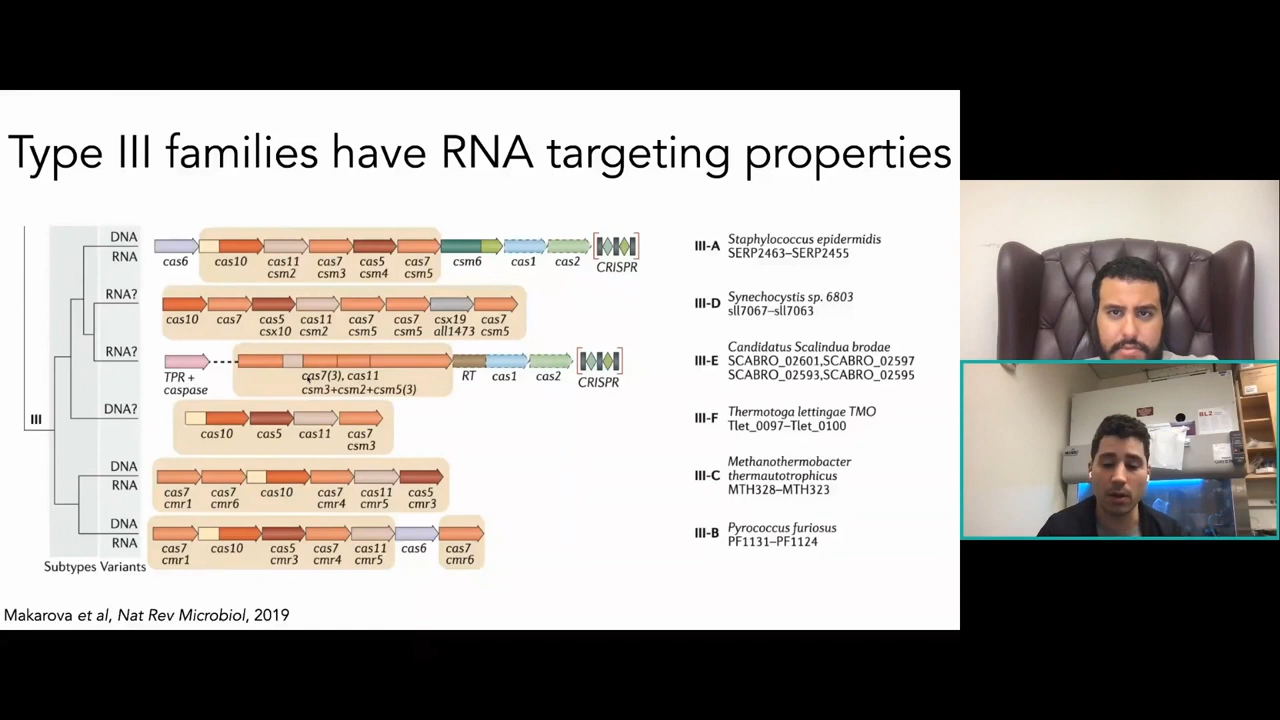 Type III families have RNA targeting properties
DNA
RNA
cas6
cas10
cas11
csm2
cas7
csm3
cas5
csm4
cas7
csm5
csm6
cas1
cas2
CRISPR
III-A
Staphylococcus epidermidis
SERP2463–SERP2455
RNA?
cas10
cas7
cas5
csx10
cas11
csm2
cas7
csm5
cas7
csm5
csx19
all1473
cas7
csm5
III-D
Synechocystis sp. 6803
sll7067–sll7063
RNA?
TPR +
caspase
cas7(3), cas11
csm3+csm2+csm5(3)
RT
cas1
cas2
CRISPR
III-E
Candidatus Scalindua brodae
SCABRO_02601,SCABRO_02597
SCABRO_02593,SCABRO_02595
III
DNA?
cas10
cas5
cas11
cas7
csm3
III-F
Thermotoga lettingae TMO
Tlet_0097–Tlet_0100
DNA
RNA
cas7
cmr1
cas7
cmr6
cas10
cas7
cmr4
cas11
cmr5
cas5
cmr3
III-C
Methanothermobacter
thermautotrophicus
MTH328–MTH323
DNA
RNA
cas7
cmr1
cas10
cas5
cmr3
cas7
cmr4
cas11
cmr5
cas6
cas7
cmr6
III-B
Pyrococcus furiosus
PF1131–PF1124
Subtypes Variants
Makarova et al, Nat Rev Microbiol, 2019
BL2